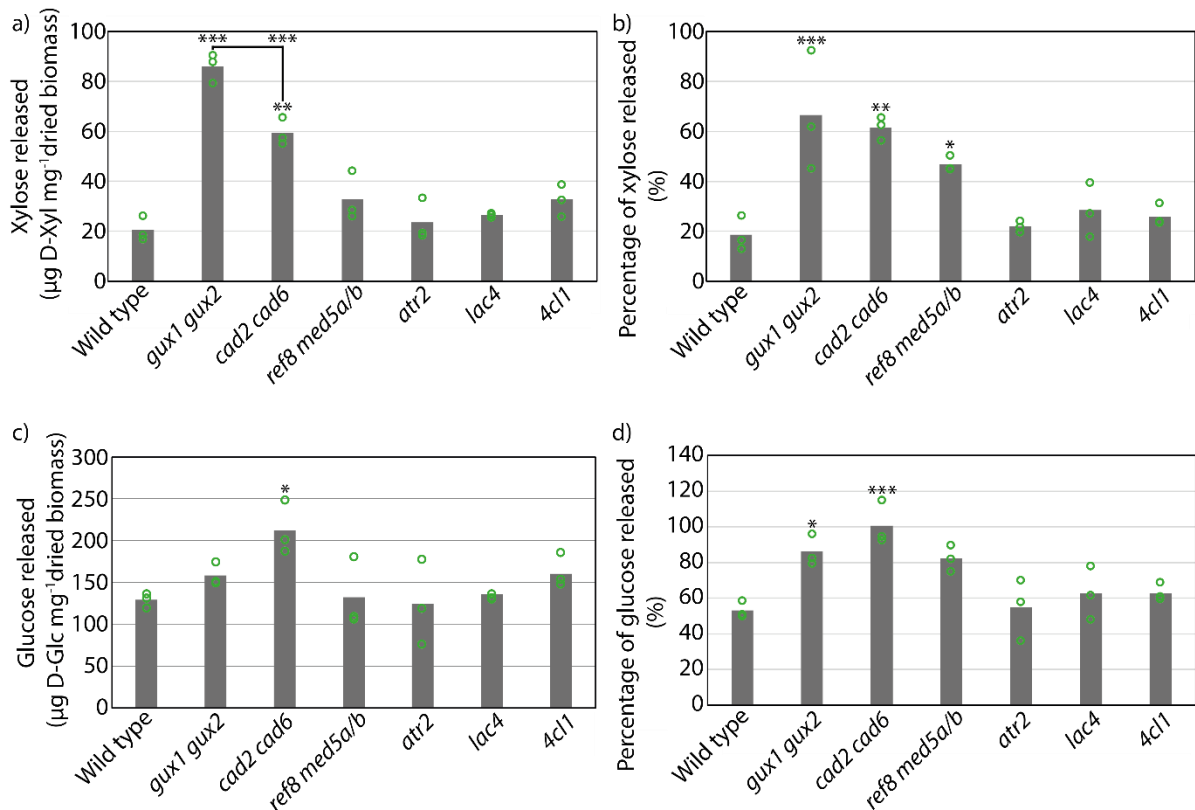 a)
Xylose released
(µg D-Xyl mg⁻¹dried biomass)
100
80
60
40
20
0
***
***
**
Wild type
gux1 gux2
cad2 cad6
ref8 med5a/b
atr2
lac4
4cl1
b)
Percentage of xylose released
(%)
100
80
60
40
20
0
***
**
*
Wild type
gux1 gux2
cad2 cad6
ref8 med5a/b
atr2
lac4
4cl1
c)
Glucose released
(µg D-Glc mg⁻¹dried biomass)
300
250
200
150
100
50
0
*
Wild type
gux1 gux2
cad2 cad6
ref8 med5a/b
atr2
lac4
4cl1
d)
Percentage of glucose released
(%)
140
120
100
80
60
40
20
0
*
***
Wild type
gux1 gux2
cad2 cad6
ref8 med5a/b
atr2
lac4
4cl1